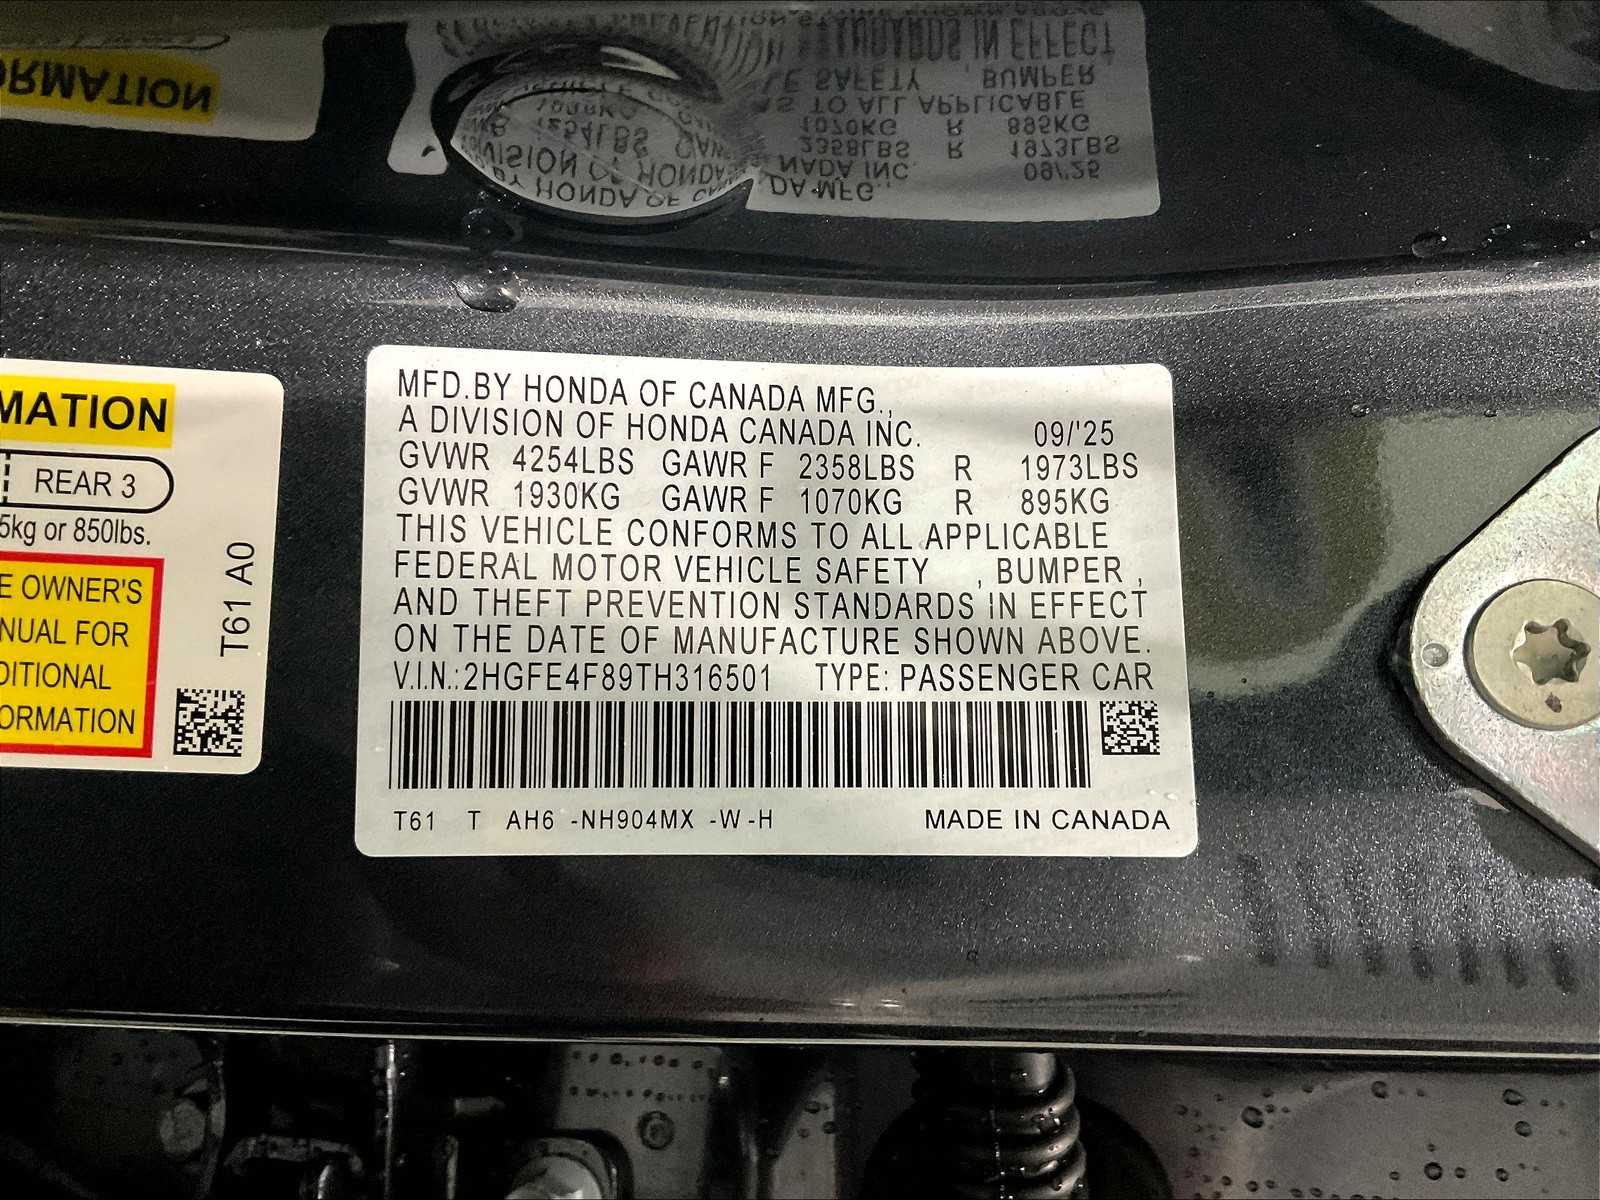 MATION
REAR 3
5kg or 850lbs.
E OWNER'S
NUAL FOR
DITIONAL
ORMATION
T61 A0
MFD.BY HONDA OF CANADA MFG.,
A DIVISION OF HONDA CANADA INC. 09/'25
GVWR 4254LBS GAWR F 2358LBS R 1973LBS
GVWR 1930KG GAWR F 1070KG R 895KG
THIS VEHICLE CONFORMS TO ALL APPLICABLE
FEDERAL MOTOR VEHICLE SAFETY , BUMPER ,
AND THEFT PREVENTION STANDARDS IN EFFECT
ON THE DATE OF MANUFACTURE SHOWN ABOVE.
V.I.N.:2HGFE4F89TH316501 TYPE: PASSENGER CAR
T61 T AH6 -NH904MX -W-H MADE IN CANADA